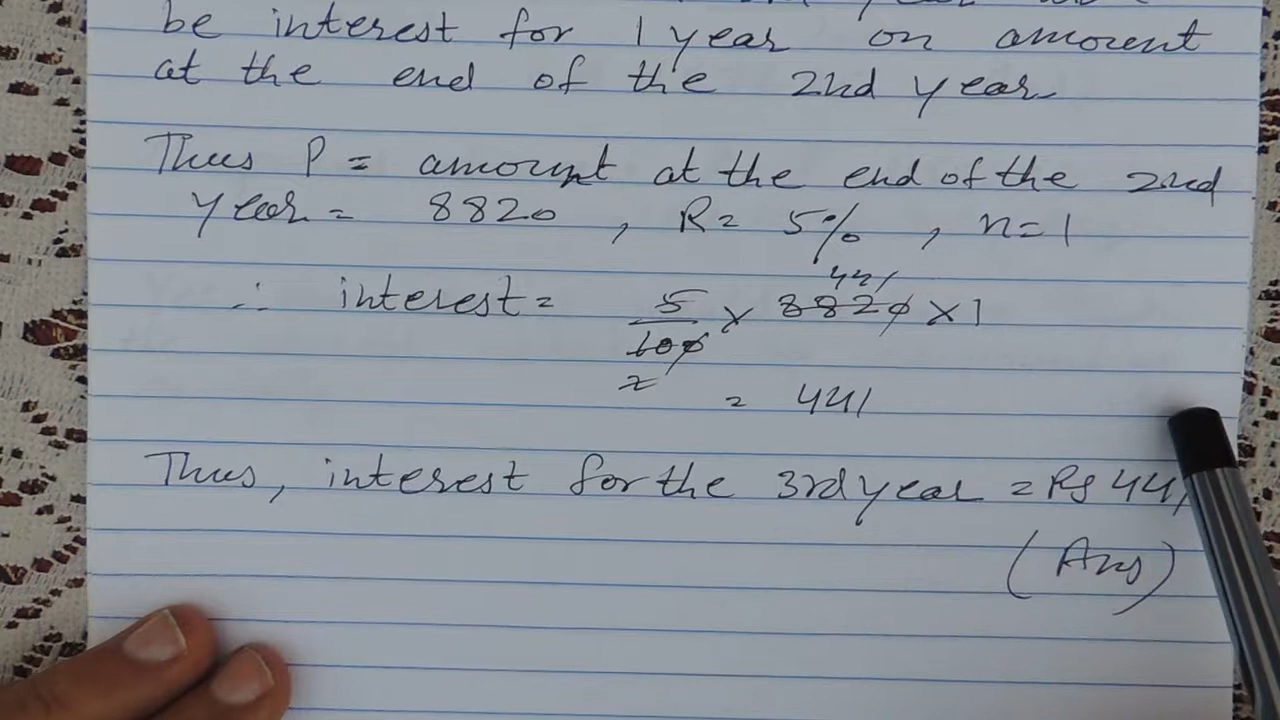 be interest for 1 year on amount
at the end of the 2nd year
Thus P = amount at the end of the 2nd
year = 8820 , R = 5% , n = 1
441
∴ interest = 5/100 × 8820 × 1
2
= 441
Thus, interest for the 3rd year = Rs 441
(Ans)